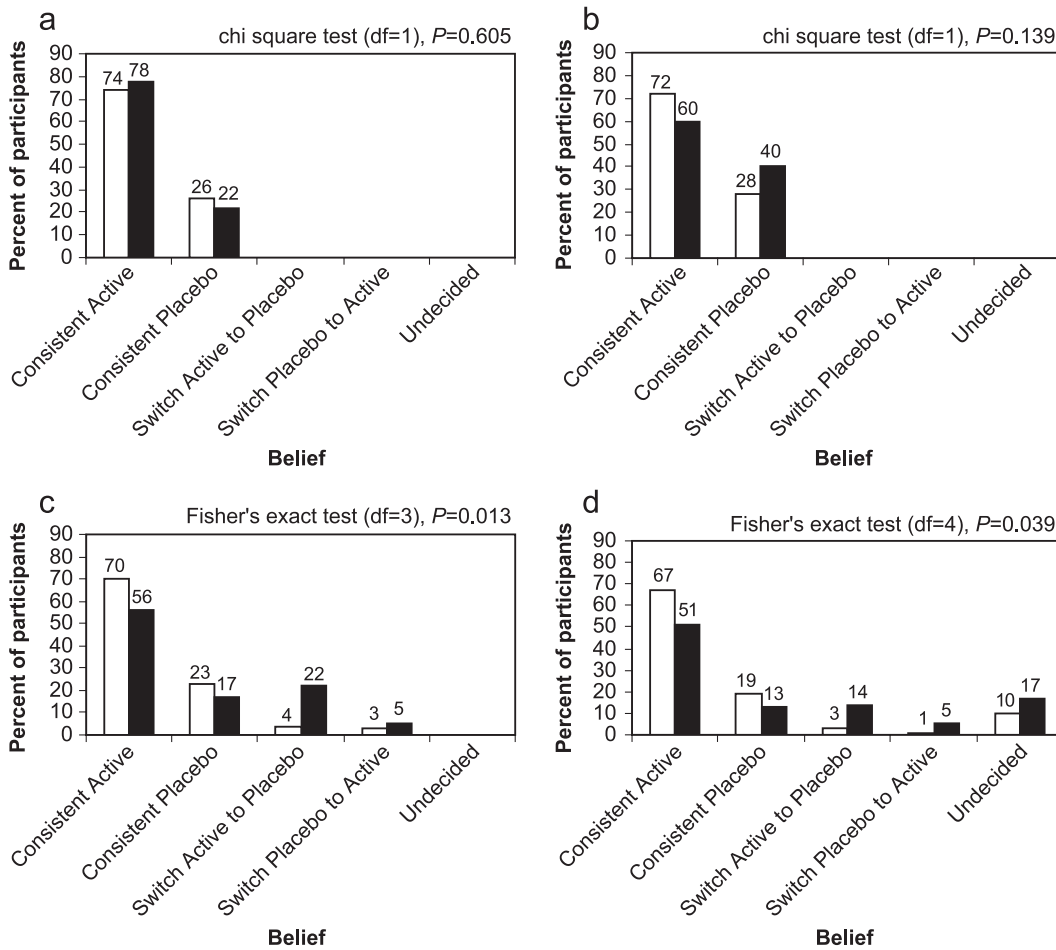 a
chi square test (df=1), P=0.605
Percent of participants
90
80
70
60
50
40
30
20
10
0
74
78
26
22
Consistent Active
Consistent Placebo
Switch Active to Placebo
Switch Placebo to Active
Undecided
Belief
b
chi square test (df=1), P=0.139
Percent of participants
90
80
70
60
50
40
30
20
10
0
72
60
28
40
Consistent Active
Consistent Placebo
Switch Active to Placebo
Switch Placebo to Active
Undecided
Belief
c
Fisher's exact test (df=3), P=0.013
Percent of participants
90
80
70
60
50
40
30
20
10
0
70
56
23
17
4
22
3
5
Consistent Active
Consistent Placebo
Switch Active to Placebo
Switch Placebo to Active
Undecided
Belief
d
Fisher's exact test (df=4), P=0.039
Percent of participants
90
80
70
60
50
40
30
20
10
0
67
51
19
13
3
14
1
5
10
17
Consistent Active
Consistent Placebo
Switch Active to Placebo
Switch Placebo to Active
Undecided
Belief